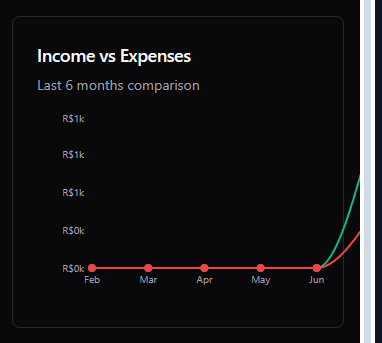 Income vs Expenses
Last 6 months comparison
R$1k
R$1k
R$1k
R$0k
R$0k
Feb Mar Apr May Jun